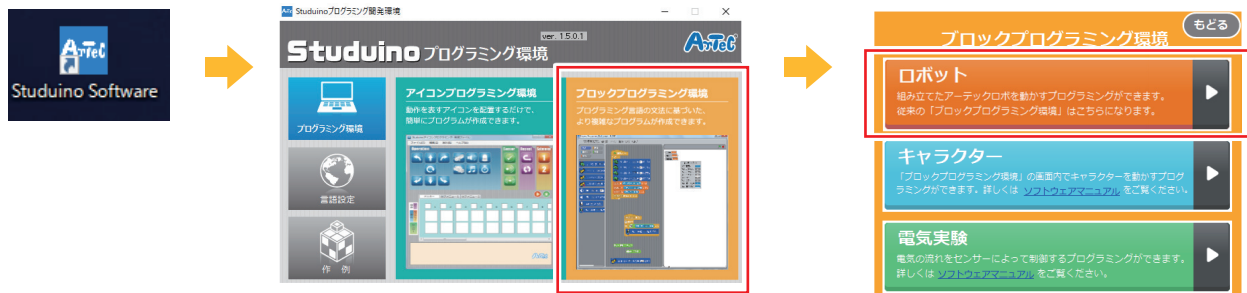 ArTeC
Studuino Software
Studuinoプログラミング開発環境
ver. 1.5.0.1
Studuino プログラミング環境
ArTeC
プログラミング環境
言語設定
作 例
アイコンプログラミング環境
動作を表すアイコンを配置するだけで、
簡単にプログラムが作成できます。
ブロックプログラミング環境
プログラミング言語の文法に基づいた、
より複雑なプログラムが作成できます。
もどる
ブロックプログラミング環境
ロボット
組み立てたアーテックロボを動かすプログラミングができます。
従来の「ブロックプログラミング環境」はこちらになります。
キャラクター
「ブロックプログラミング環境」の画面内でキャラクターを動かすプログ
ラミングができます。詳しくは ソフトウェアマニュアル をご覧ください。
電気実験
電気の流れをセンサーによって制御するプログラミングができます。
詳しくは ソフトウェアマニュアル をご覧ください。